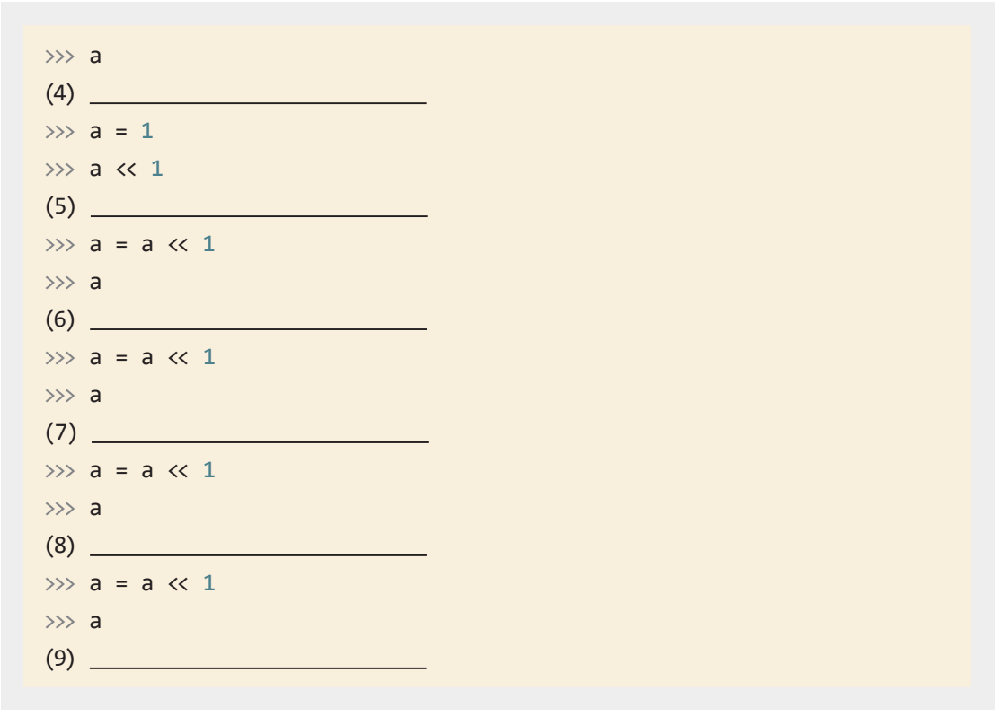 >>> a
(4) ____________________
>>> a = 1
>>> a << 1
(5) ____________________
>>> a = a << 1
>>> a
(6) ____________________
>>> a = a << 1
>>> a
(7) ____________________
>>> a = a << 1
>>> a
(8) ____________________
>>> a = a << 1
>>> a
(9) ____________________